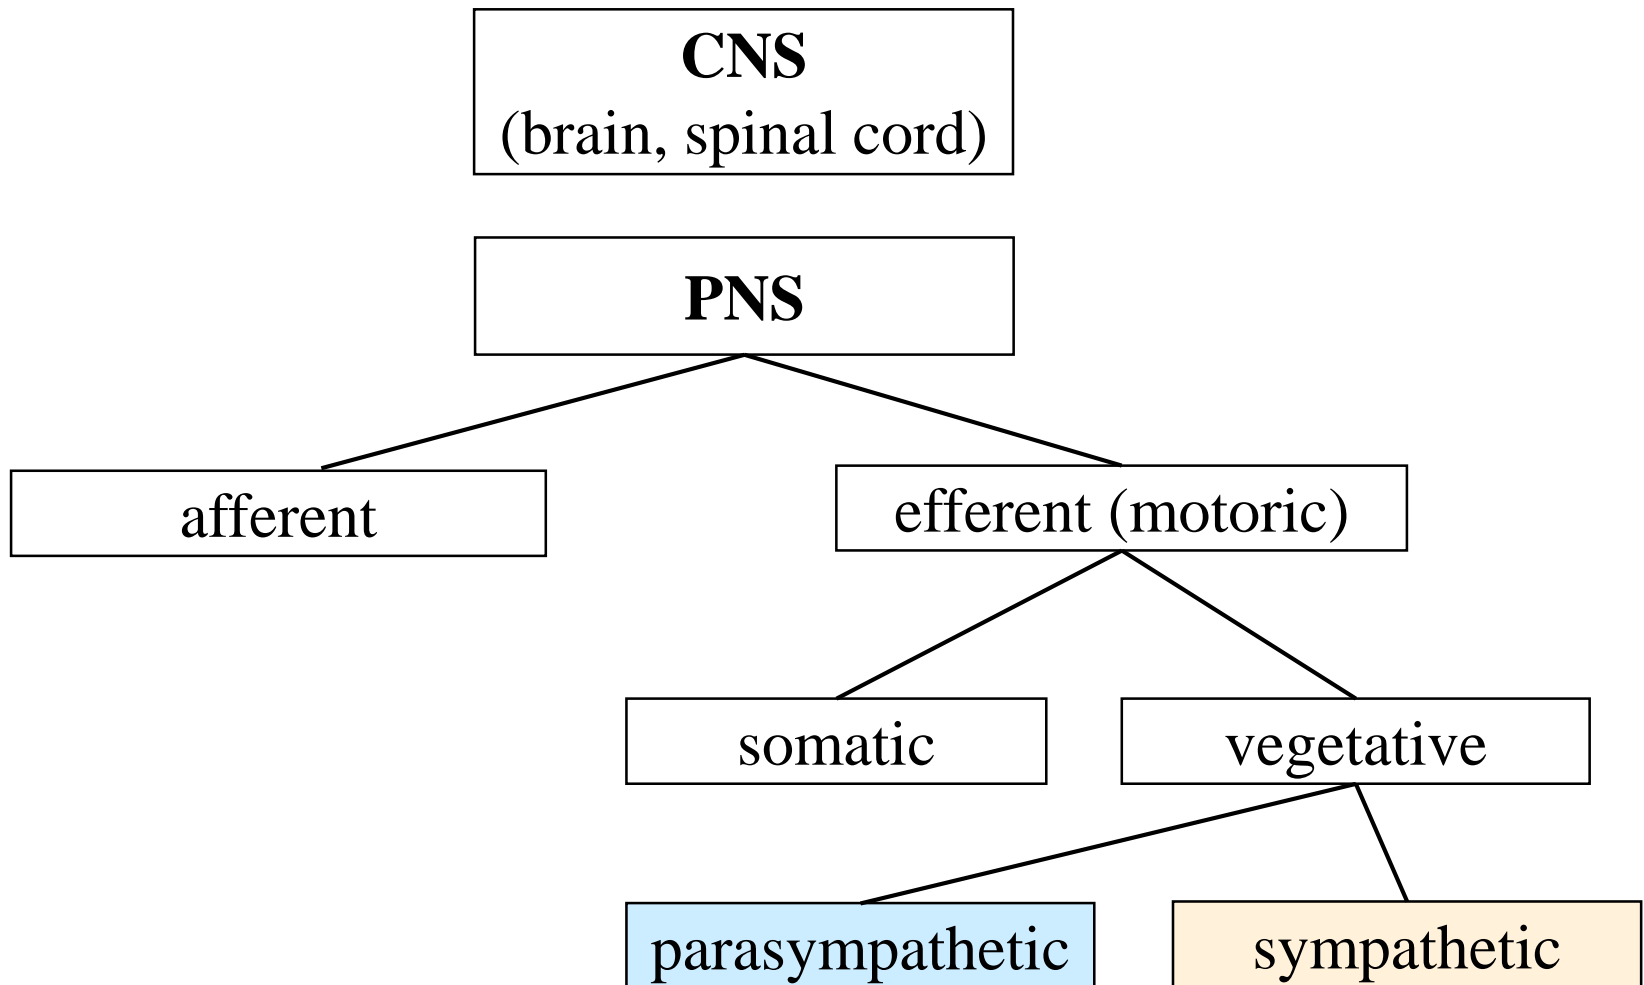 CNS
(brain, spinal cord)
PNS
afferent
efferent (motoric)
somatic
vegetative
parasympathetic
sympathetic